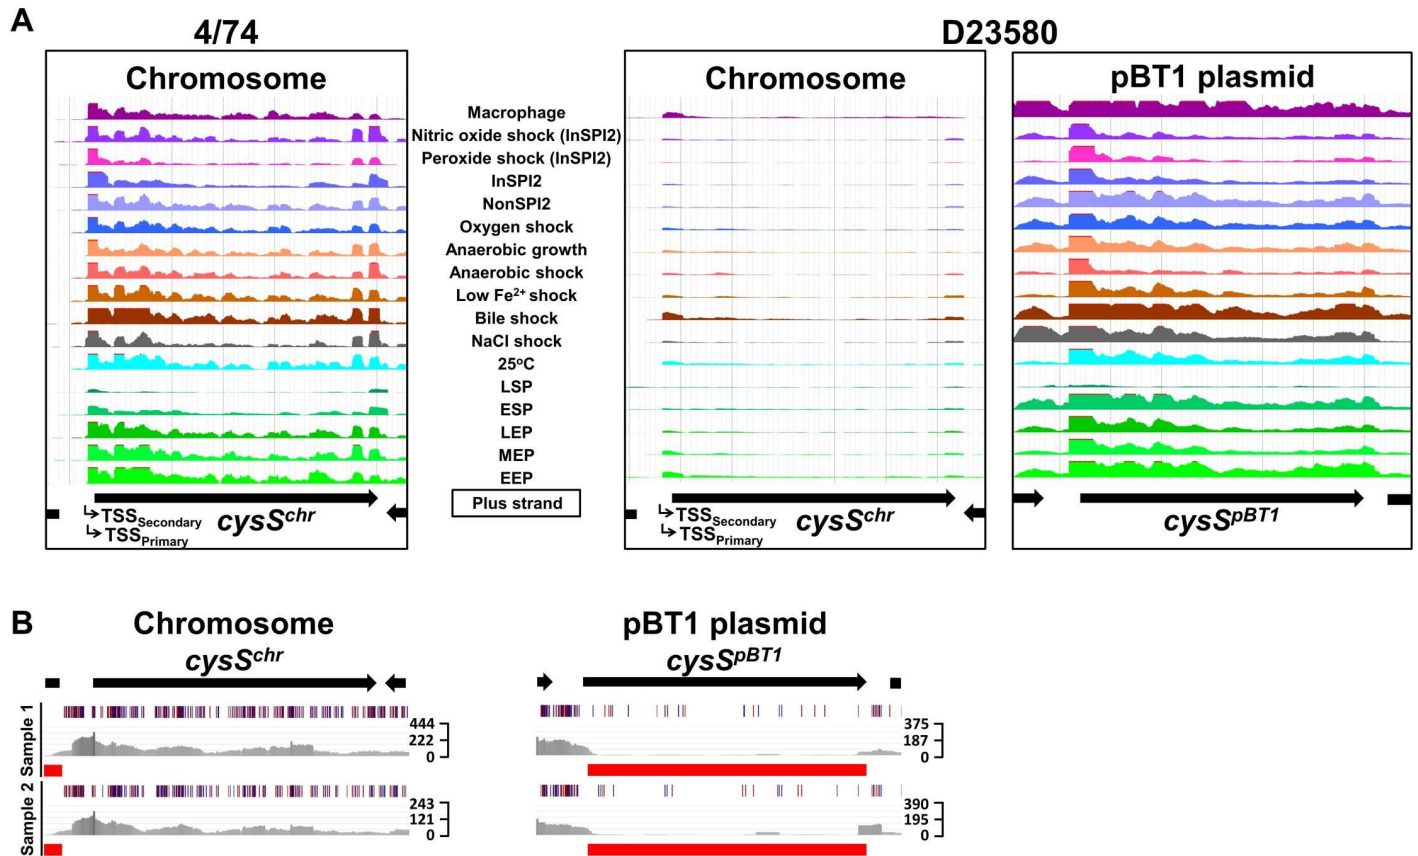 A
4/74
D23580
Chromosome
Chromosome
pBT1 plasmid
Macrophage
Nitric oxide shock (InSPI2)
Peroxide shock (InSPI2)
InSPI2
NonSPI2
Oxygen shock
Anaerobic growth
Anaerobic shock
Low Fe2+ shock
Bile shock
NaCl shock
25ºC
LSP
ESP
LEP
MEP
EEP
Plus strand
TSSSecondary
TSSPrimary
cysSchr
TSSSecondary
TSSPrimary
cysSchr
cysSpBT1
B
Chromosome
cysSchr
pBT1 plasmid
cysSpBT1
Sample 1
444
222
0
375
187
0
Sample 2
243
121
0
390
195
0